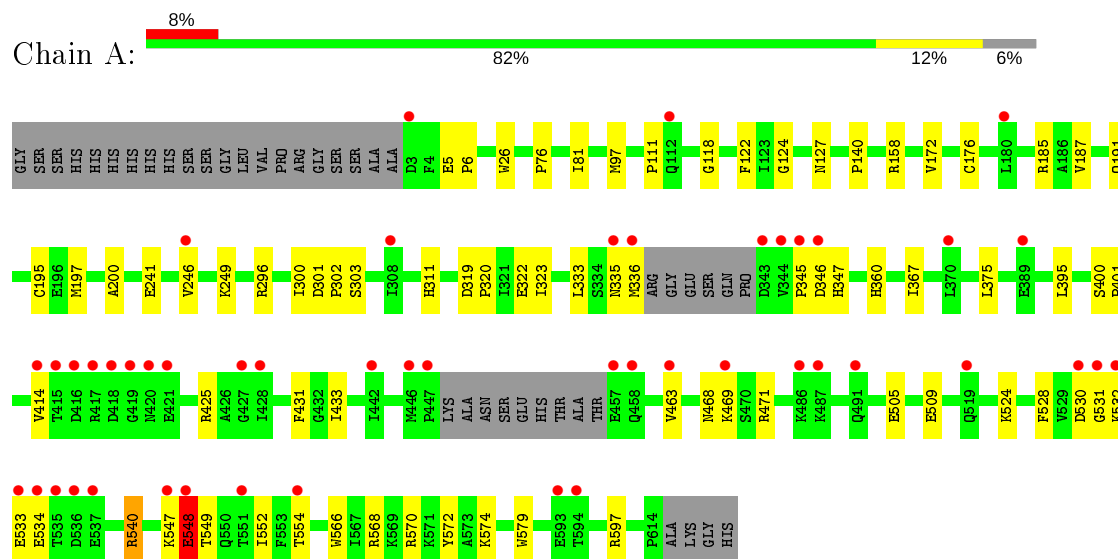 8%
Chain A:
82% 12% 6%
GLY SER SER HIS HIS HIS HIS HIS HIS SER SER GLY LEU VAL PRO ARG GLY SER SER ALA ALA D3 F4 E5 P6 W26 P76 I81 M97 P111 Q112 G118 F122 I123 G124 N127 P140 R158 V172 C176 L180 R185 A186 V187 Q191
C195 E196 M197 A200 E241 V246 K249 R296 I300 D301 P302 S303 I308 H311 D319 P320 I321 E322 I323 L333 S334 N335 M336 ARG GLY GLU SER GLN PRO D343 V344 P345 D346 H347 H360 I367 L370 L375 E389 L395 S400 P401
V414 T415 D416 R417 D418 G419 N420 E421 R425 A426 G427 I428 F431 G432 I433 I442 M446 P447 LYS ALA ASN SER GLU HIS THR ALA THR E457 Q458 V463 N468 K469 S470 R471 K486 K487 Q491 E505 E509 Q519 K524 F528 V529 D530 G531 K532
E533 E534 T535 D536 E537 R540 K547 E548 T549 Q550 T551 I552 F553 T554 W566 I567 R568 K569 R570 K571 Y572 A573 K574 W579 E593 T594 R597 P614 ALA LYS GLY HIS